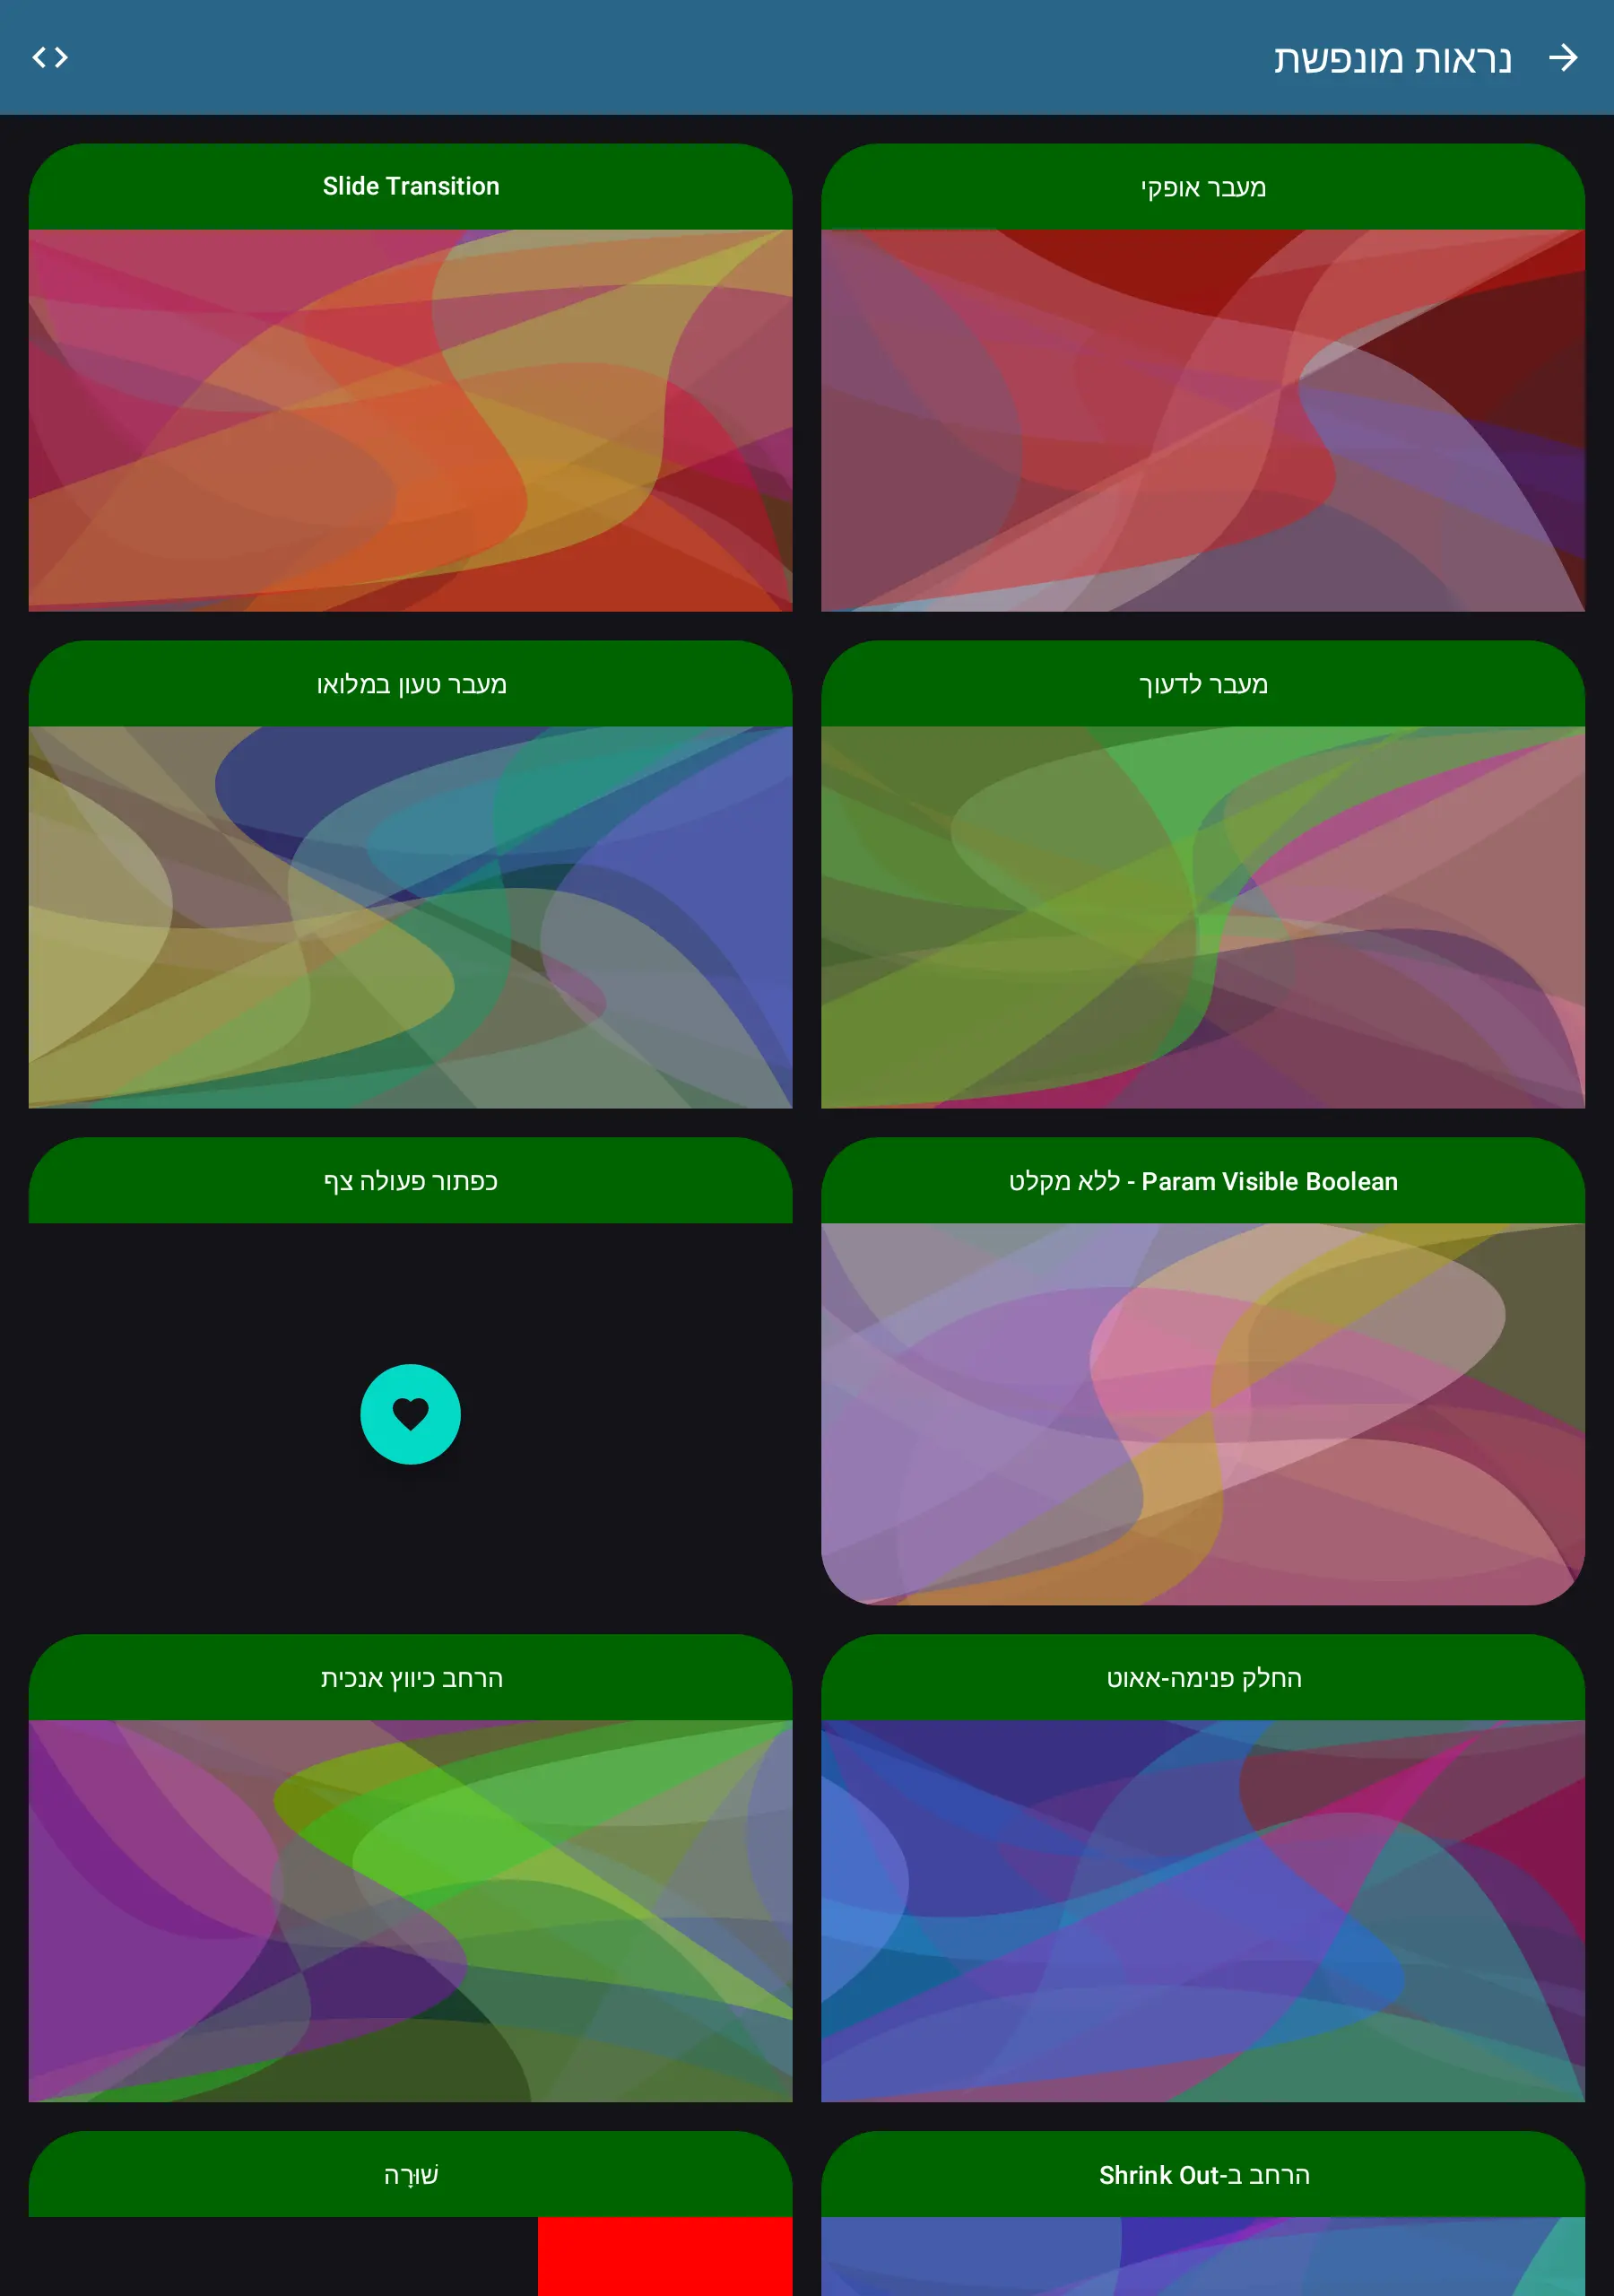 נראות מונפשת
מעבר אופקי
Slide Transition
מעבר לדעוך
מעבר טעון במלואו
Param Visible Boolean - ללא מקלט
כפתור פעולה צף
החלק פנימה-אאוט
הרחב כיווץ אנכית
הרחב ב-Shrink Out
שׁוּרָה